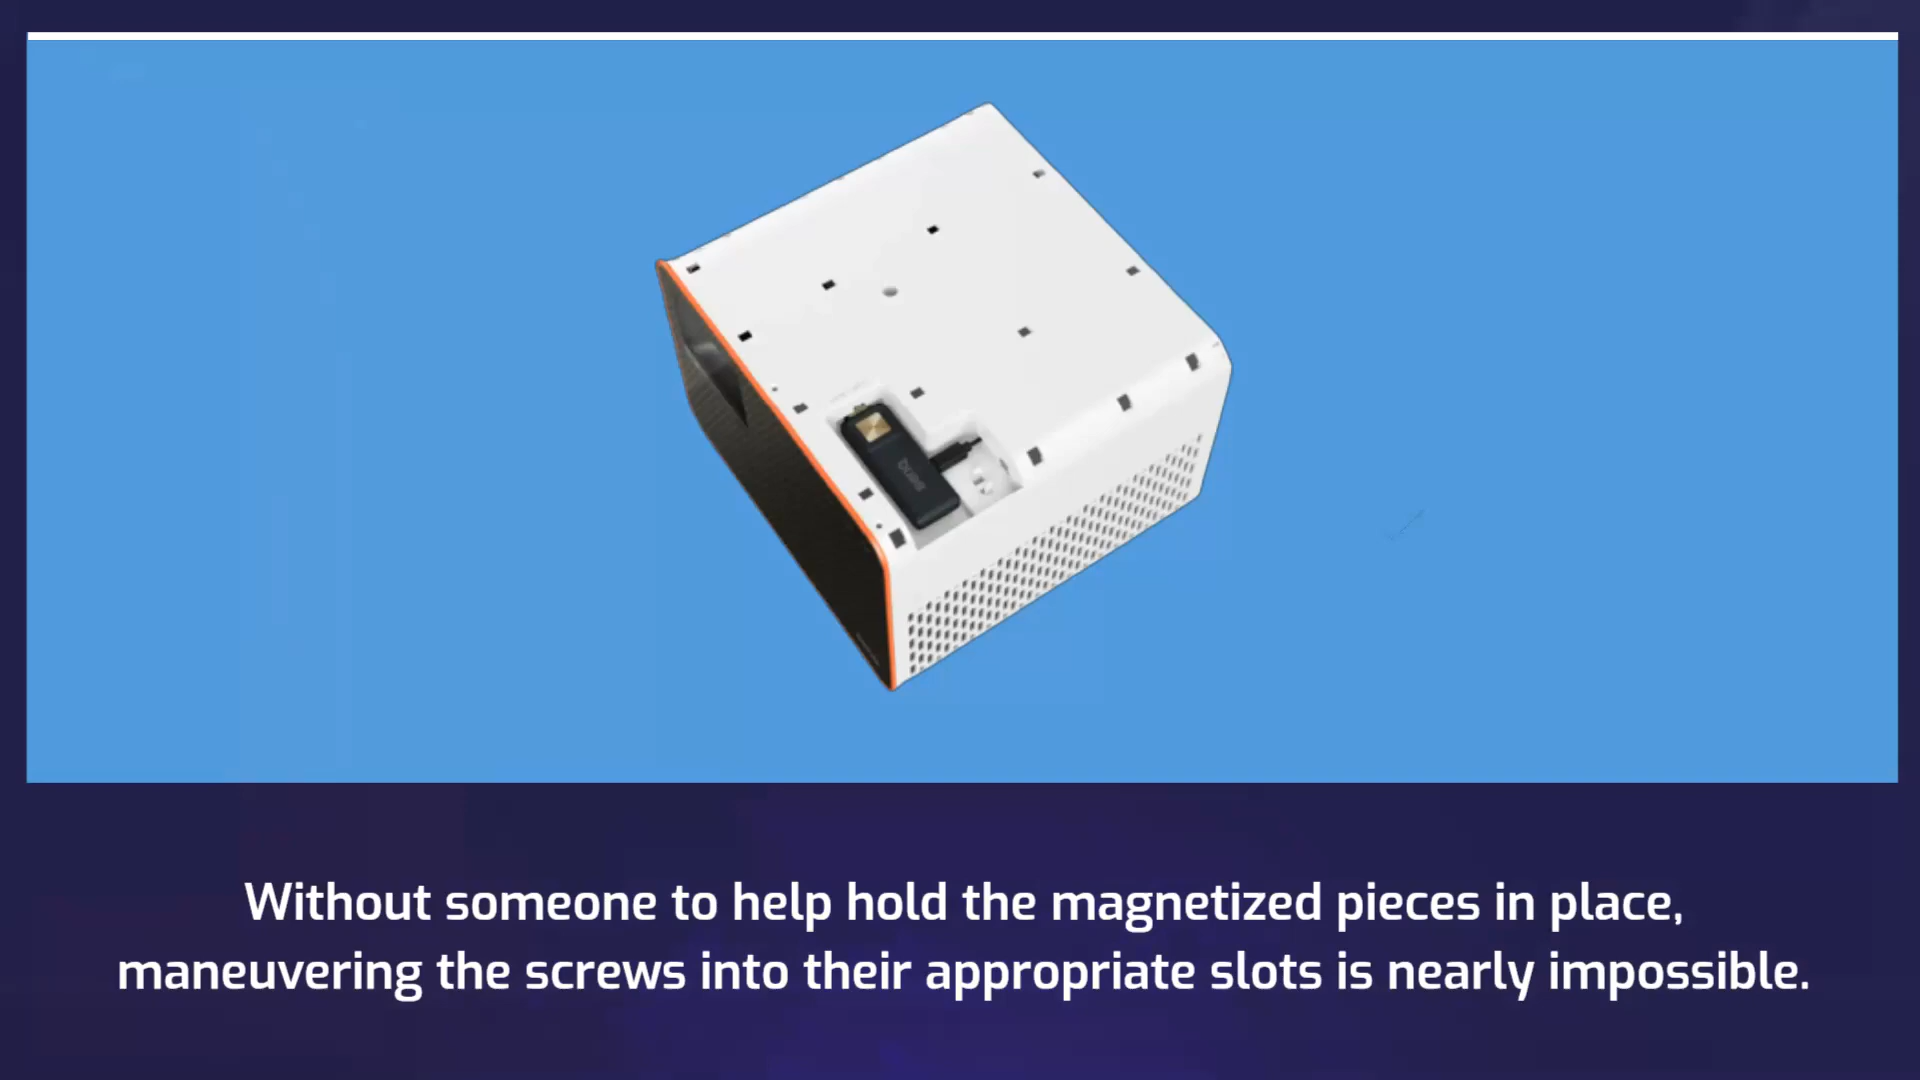 Without someone to help hold the magnetized pieces in place,
maneuvering the screws into their appropriate slots is nearly impossible.